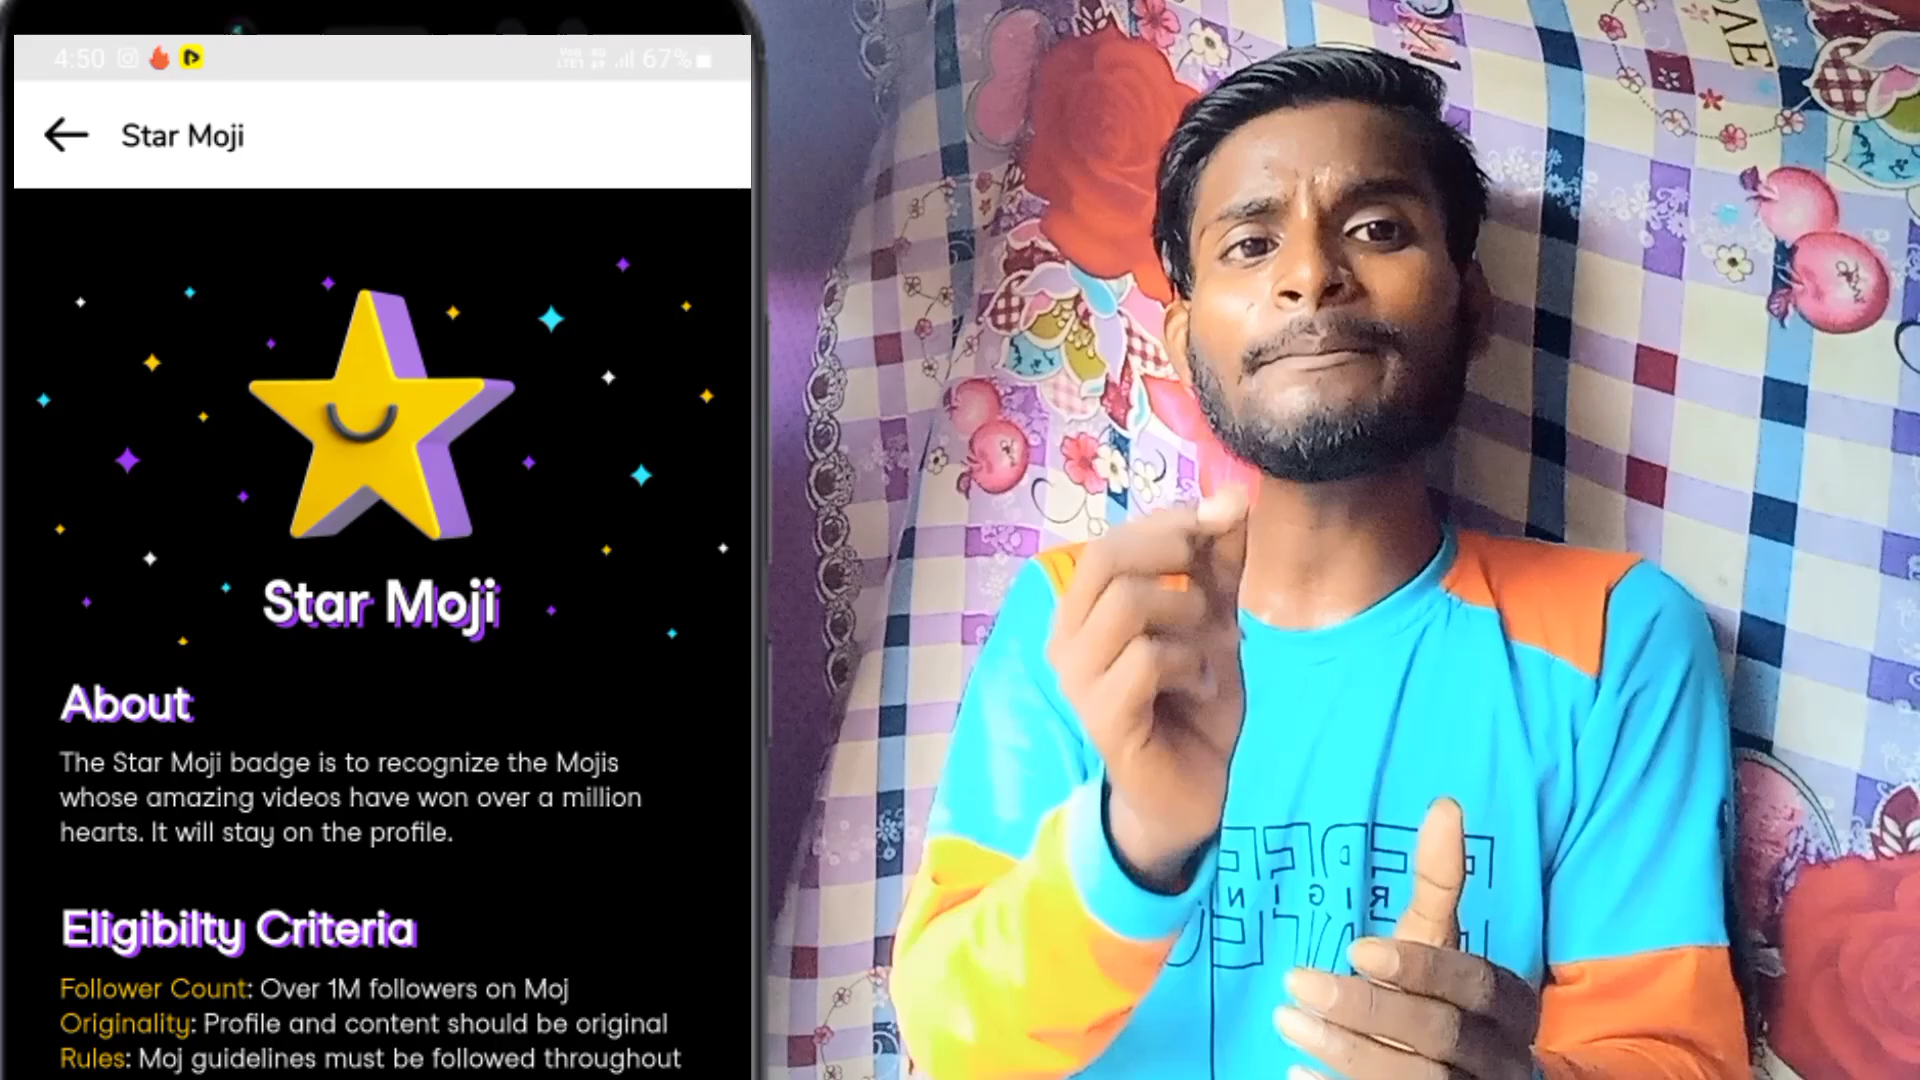 4:50
67%
Star Moji
Star Moji
About
The Star Moji badge is to recognize the Mojis
whose amazing videos have won over a million
hearts. It will stay on the profile.
Eligibilty Criteria
Follower Count: Over 1M followers on Moj
Originality: Profile and content should be original
Rules: Moj guidelines must be followed throughout